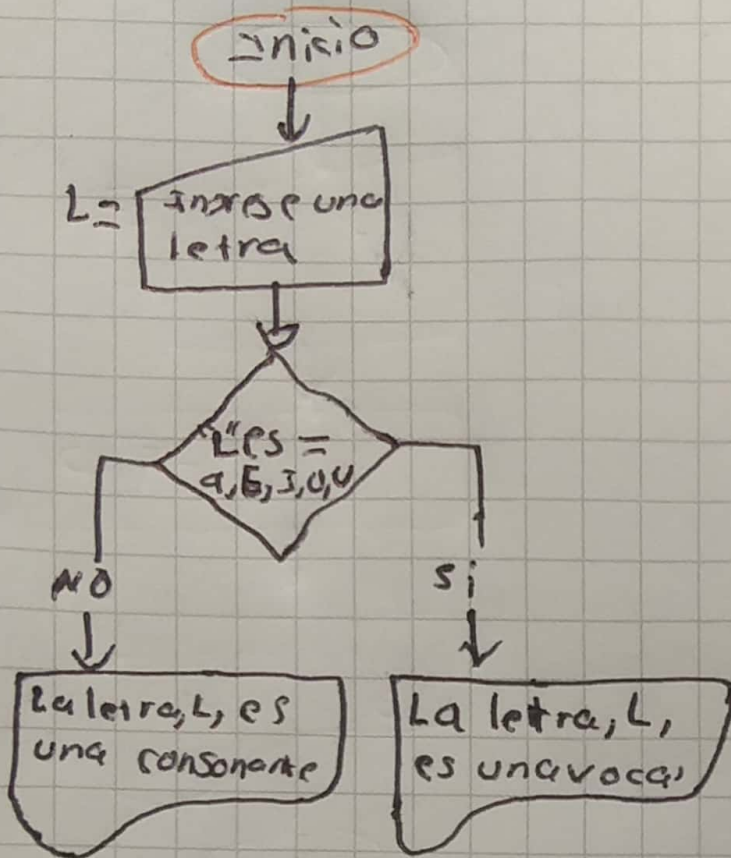 Inicio
L=
Ingrese una
letra
"L" es =
a, E, I, O, U
NO
Si
La letra, L, es
una consonante
La letra, L,
es una vocal